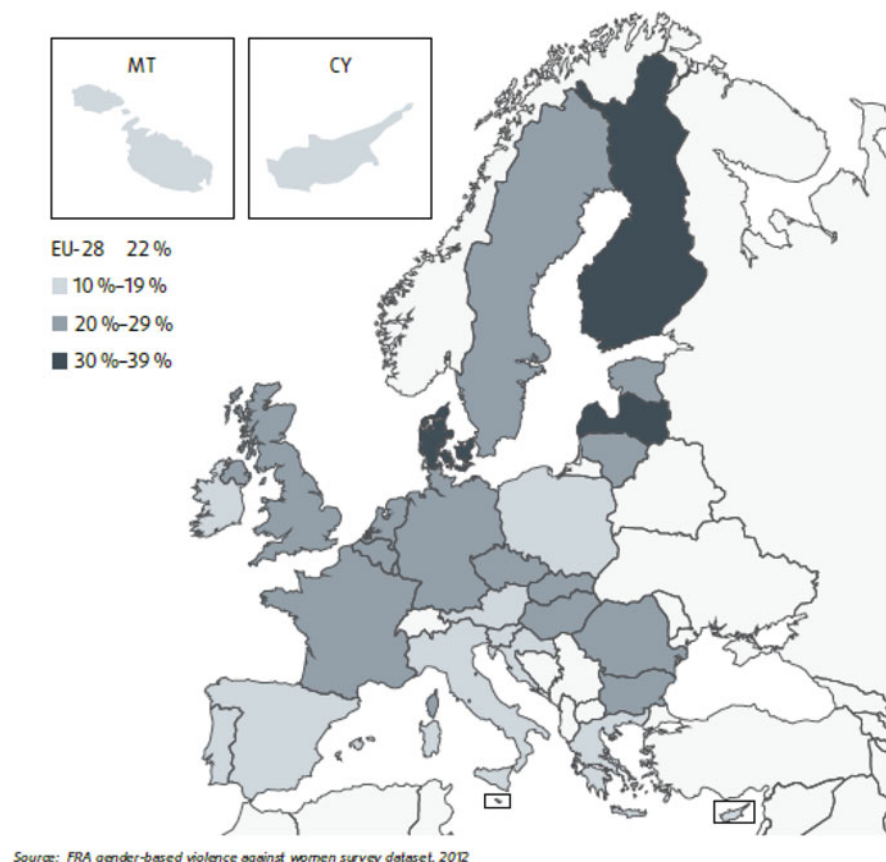 MT
CY
EU-28 22 %
10 %–19 %
20 %–29 %
30 %–39 %
Source: FRA gender-based violence against women survey dataset, 2012